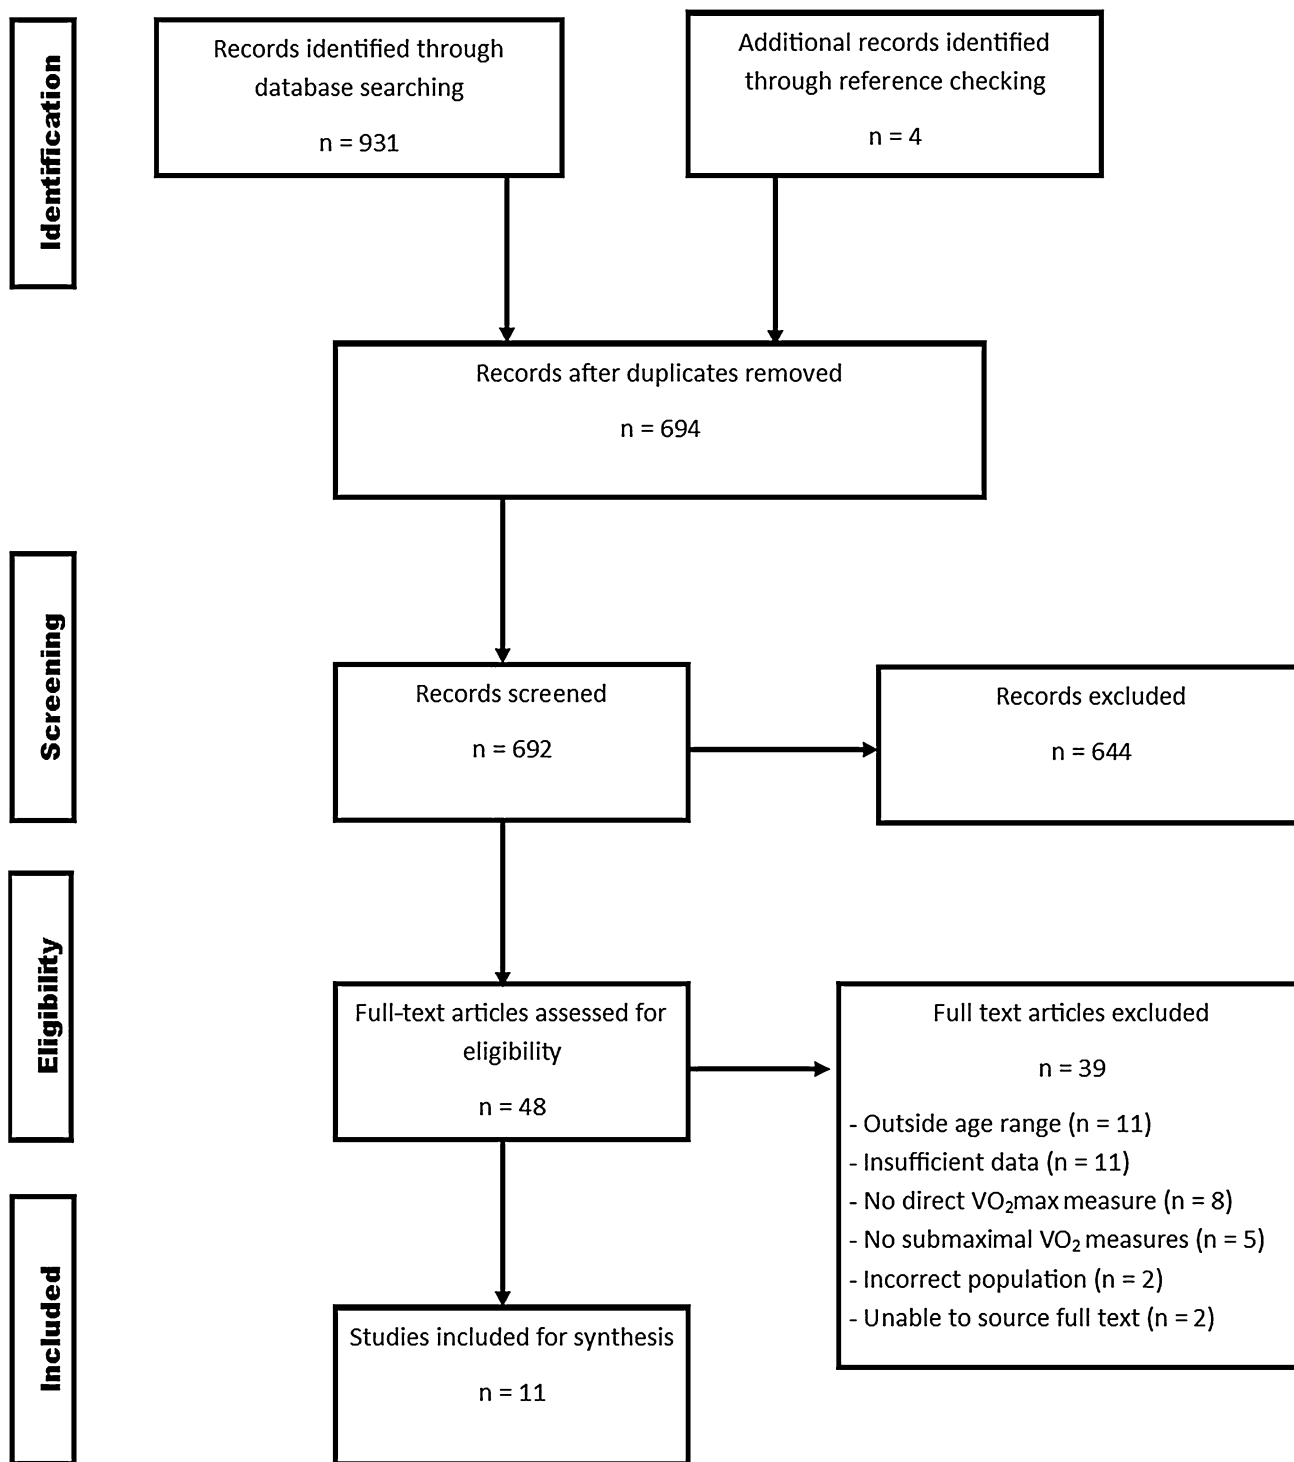 Identification
Records identified through
database searching
n = 931
Additional records identified
through reference checking
n = 4
Records after duplicates removed
n = 694
Screening
Records screened
n = 692
Records excluded
n = 644
Eligibility
Full-text articles assessed for
eligibility
n = 48
Full text articles excluded
n = 39
- Outside age range (n = 11)
- Insufficient data (n = 11)
- No direct VO₂max measure (n = 8)
- No submaximal VO₂ measures (n = 5)
- Incorrect population (n = 2)
- Unable to source full text (n = 2)
Included
Studies included for synthesis
n = 11